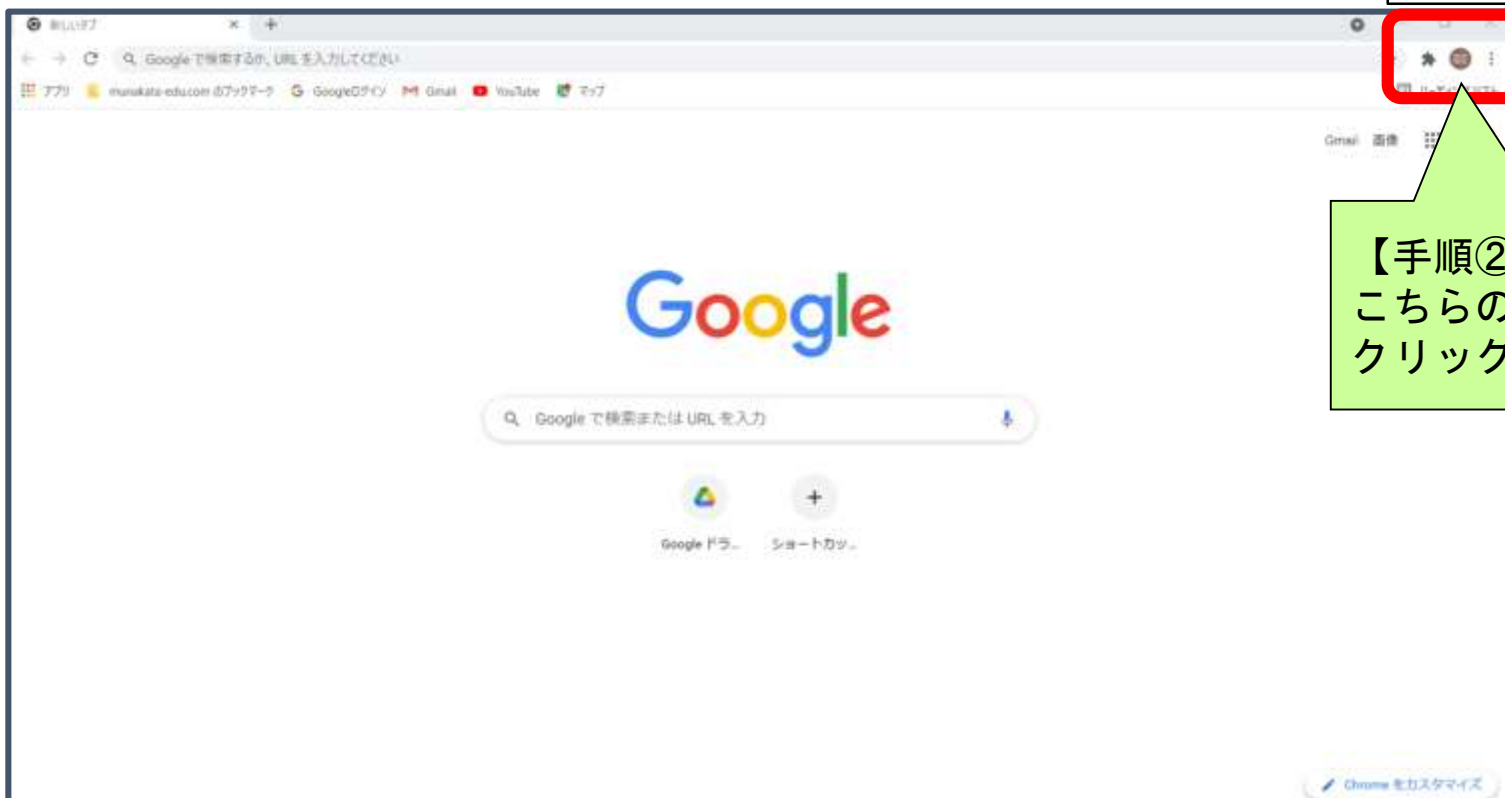 新しいタブ
Google で検索するか、URL を入力してください
アプリ munakata-edu.com のブックマーク Googleログイン Gmail YouTube マップ
Gmail 画像
【手順②
こちらの
クリック
Google
Google で検索または URL を入力
Google ドラ... ショートカッ...
Chrome をカスタマイズ